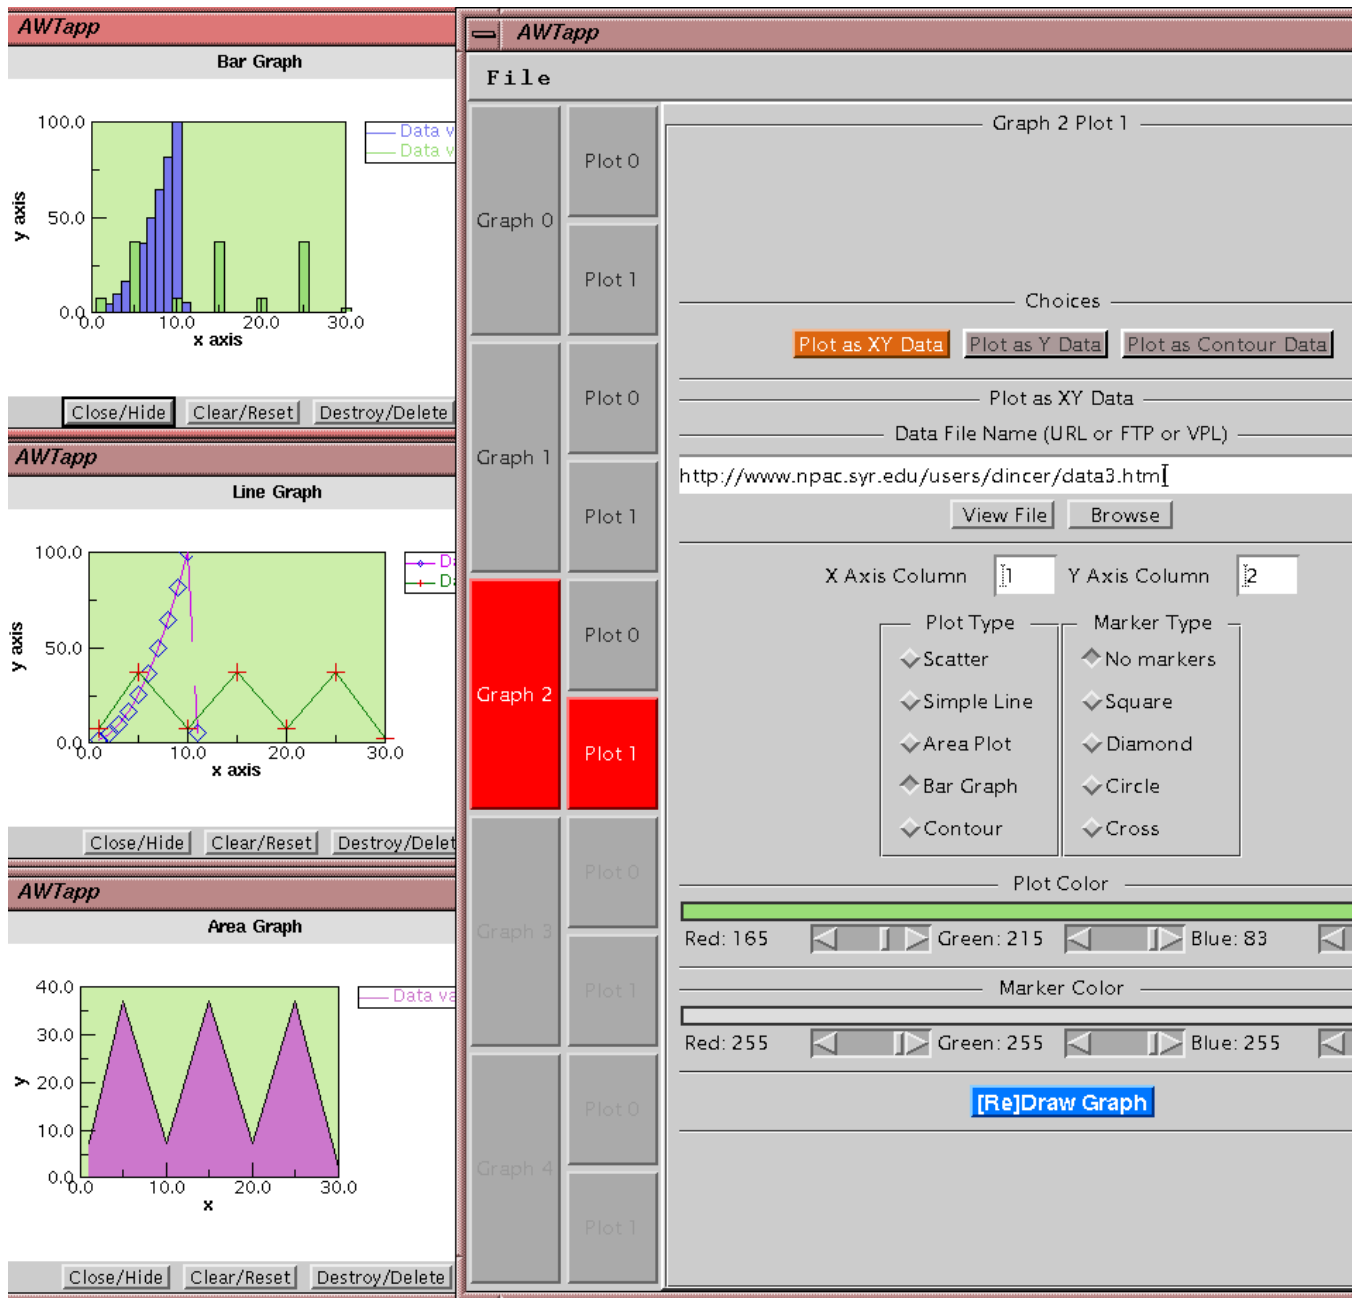 AWTapp
Bar Graph
100.0
50.0
0.0
0.0 10.0 20.0 30.0
y axis
x axis
Data v
Data v
Close/Hide Clear/Reset Destroy/Delete
AWTapp
Line Graph
100.0
50.0
0.0
0.0 10.0 20.0 30.0
y axis
x axis
D
D
Close/Hide Clear/Reset Destroy/Delet
AWTapp
Area Graph
40.0
30.0
20.0
10.0
0.0
0.0 10.0 20.0 30.0
y
x
Data va
Close/Hide Clear/Reset Destroy/Delete
AWTapp
File
Graph 0
Plot 0
Plot 1
Graph 1
Plot 0
Plot 1
Graph 2
Plot 0
Plot 1
Graph 3
Plot 0
Plot 1
Graph 4
Plot 0
Plot 1
Graph 2 Plot 1
Choices
Plot as XY Data Plot as Y Data Plot as Contour Data
Plot as XY Data
Data File Name (URL or FTP or VPL)
http://www.npac.syr.edu/users/dincer/data3.html
View File Browse
X Axis Column 1 Y Axis Column 2
Plot Type
Scatter
Simple Line
Area Plot
Bar Graph
Contour
Marker Type
No markers
Square
Diamond
Circle
Cross
Plot Color
Red: 165 Green: 215 Blue: 83
Marker Color
Red: 255 Green: 255 Blue: 255
[Re]Draw Graph